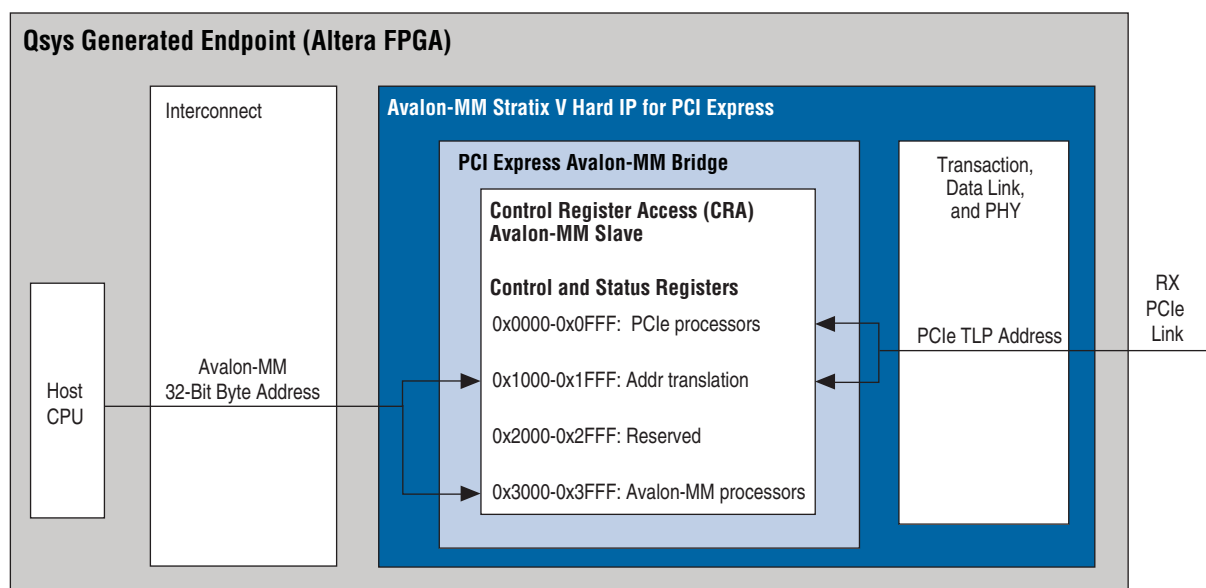 Qsys Generated Endpoint (Altera FPGA)
Interconnect
Avalon-MM Stratix V Hard IP for PCI Express
PCI Express Avalon-MM Bridge
Transaction,
Data Link,
and PHY
Control Register Access (CRA)
Avalon-MM Slave
Control and Status Registers
0x0000-0x0FFF: PCIe processors
0x1000-0x1FFF: Addr translation
0x2000-0x2FFF: Reserved
0x3000-0x3FFF: Avalon-MM processors
PCIe TLP Address
RX
PCIe
Link
Avalon-MM
32-Bit Byte Address
Host
CPU